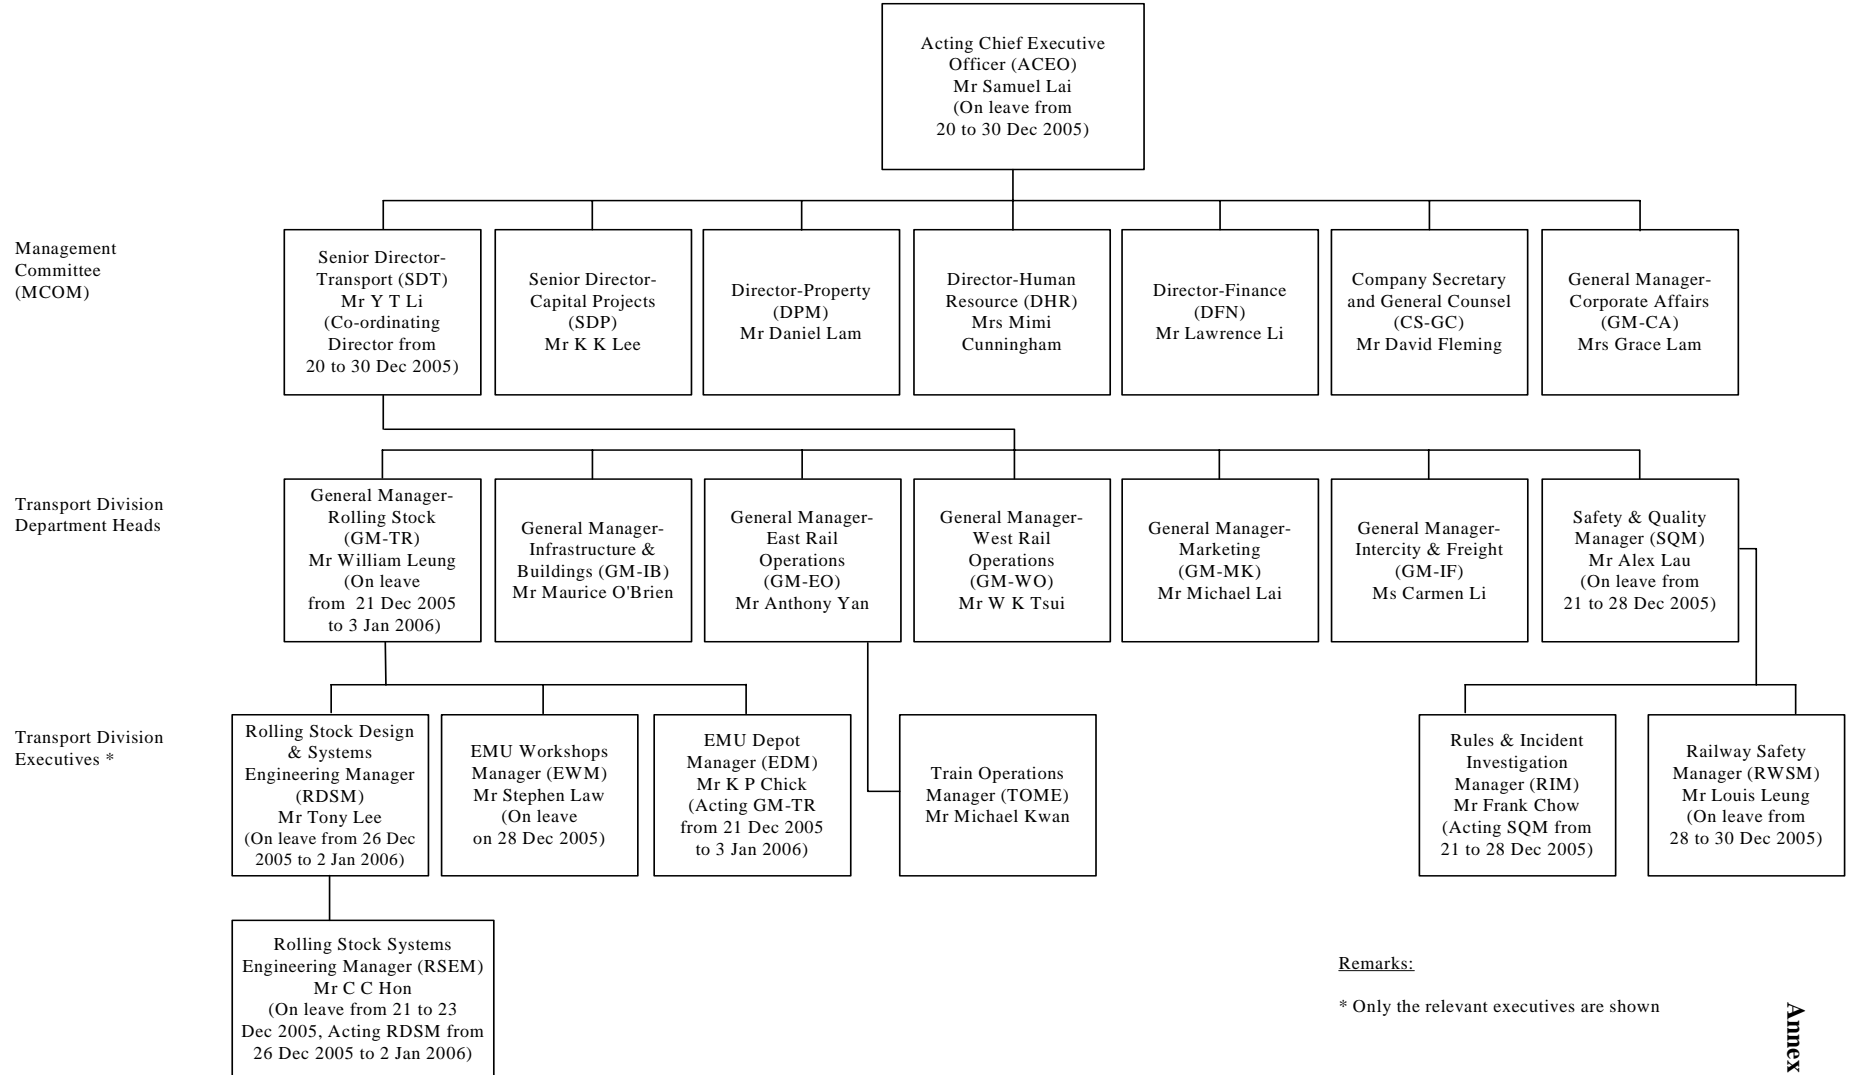 Acting Chief Executive
Officer (ACEO)
Mr Samuel Lai
(On leave from
20 to 30 Dec 2005)
Management
Committee
(MCOM)
Senior Director-
Transport (SDT)
Mr Y T Li
(Co-ordinating
Director from
20 to 30 Dec 2005)
Senior Director-
Capital Projects
(SDP)
Mr K K Lee
Director-Property
(DPM)
Mr Daniel Lam
Director-Human
Resource (DHR)
Mrs Mimi
Cunningham
Director-Finance
(DFN)
Mr Lawrence Li
Company Secretary
and General Counsel
(CS-GC)
Mr David Fleming
General Manager-
Corporate Affairs
(GM-CA)
Mrs Grace Lam
Transport Division
Department Heads
General Manager-
Rolling Stock
(GM-TR)
Mr William Leung
(On leave
from 21 Dec 2005
to 3 Jan 2006)
General Manager-
Infrastructure &
Buildings (GM-IB)
Mr Maurice O'Brien
General Manager-
East Rail
Operations
(GM-EO)
Mr Anthony Yan
General Manager-
West Rail
Operations
(GM-WO)
Mr W K Tsui
General Manager-
Marketing
(GM-MK)
Mr Michael Lai
General Manager-
Intercity & Freight
(GM-IF)
Ms Carmen Li
Safety & Quality
Manager (SQM)
Mr Alex Lau
(On leave from
21 to 28 Dec 2005)
Transport Division
Executives *
Rolling Stock Design
& Systems
Engineering Manager
(RDSM)
Mr Tony Lee
(On leave from 26 Dec
2005 to 2 Jan 2006)
EMU Workshops
Manager (EWM)
Mr Stephen Law
(On leave
on 28 Dec 2005)
EMU Depot
Manager (EDM)
Mr K P Chick
(Acting GM-TR
from 21 Dec 2005
to 3 Jan 2006)
Train Operations
Manager (TOME)
Mr Michael Kwan
Rules & Incident
Investigation
Manager (RIM)
Mr Frank Chow
(Acting SQM from
21 to 28 Dec 2005)
Railway Safety
Manager (RWSM)
Mr Louis Leung
(On leave from
28 to 30 Dec 2005)
Rolling Stock Systems
Engineering Manager (RSEM)
Mr C C Hon
(On leave from 21 to 23
Dec 2005, Acting RDSM from
26 Dec 2005 to 2 Jan 2006)
Remarks:
* Only the relevant executives are shown
Annex